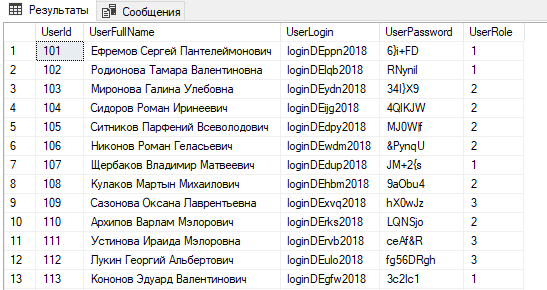 Результаты Сообщения
UserId UserFullName UserLogin UserPassword UserRole
1 101 Ефремов Сергей Пантелеймонович loginDEppn2018 6}i+FD 1
2 102 Родионова Тамара Валентиновна loginDElqb2018 RNynil 1
3 103 Миронова Галина Улебовна loginDEydn2018 34I}X9 2
4 104 Сидоров Роман Иринеевич loginDEijg2018 4QlKJW 2
5 105 Ситников Парфений Всеволодович loginDEdpy2018 MJ0Wlf 2
6 106 Никонов Роман Геласьевич loginDEwdm2018 &PynqU 2
7 107 Щербаков Владимир Матвеевич loginDEdup2018 JM+2{s 1
8 108 Кулаков Мартын Михаилович loginDEhbm2018 9aObu4 2
9 109 Сазонова Оксана Лаврентьевна loginDExvq2018 hX0wJz 3
10 110 Архипов Варлам Мэлорович loginDErks2018 LQNSjo 2
11 111 Устинова Ираида Мэлоровна loginDErvb2018 ceAf&R 3
12 112 Лукин Георгий Альбертович loginDEulo2018 fg56DRgh 3
13 113 Кононов Эдуард Валентинович loginDEgfw2018 3c2Ic1 1